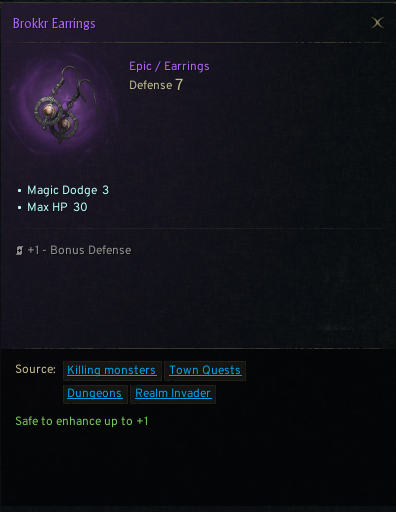 Brokkr Earrings
Epic / Earrings
Defense 7
• Magic Dodge 3
• Max HP 30
+1 - Bonus Defense
Source: Killing monsters Town Quests
Dungeons Realm Invader
Safe to enhance up to +1